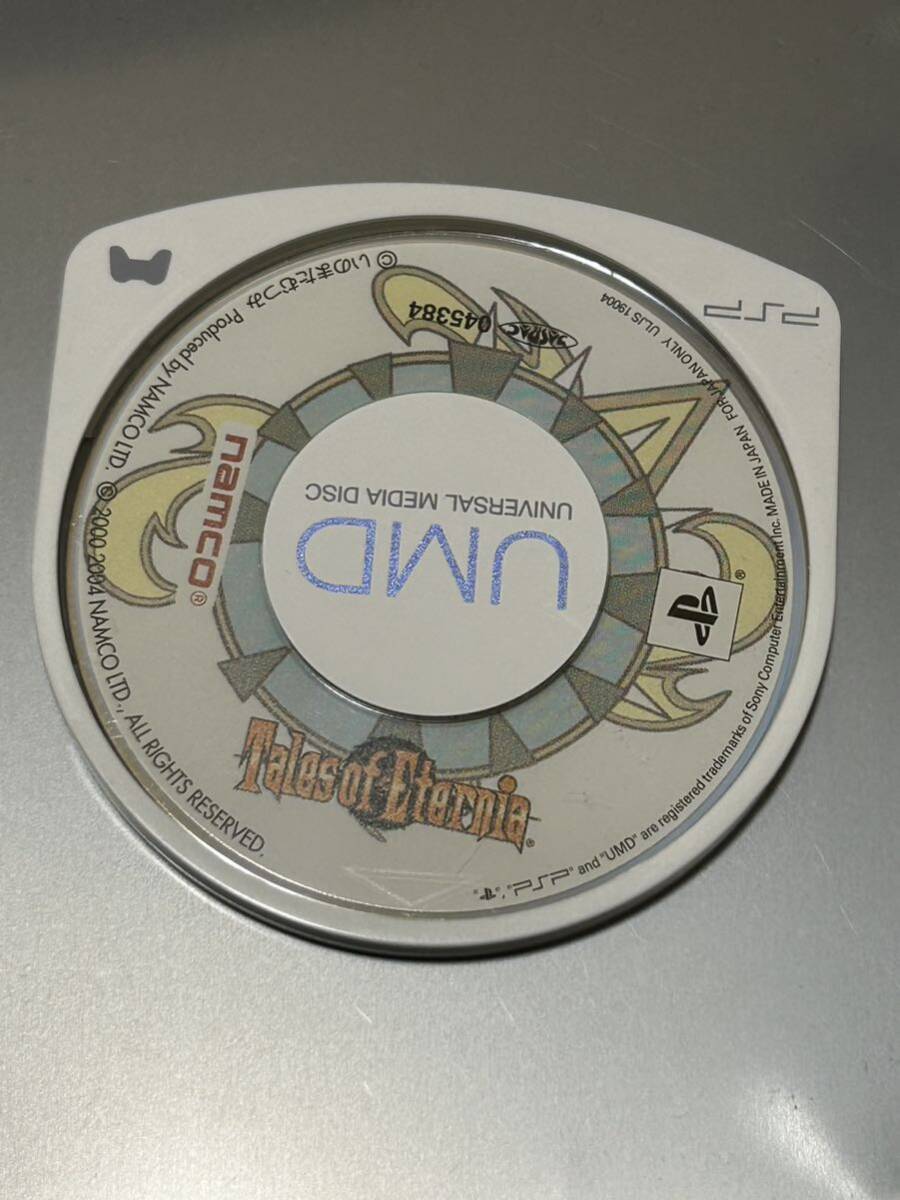 PSP
ULJS 19004
FOR JAPAN ONLY
MADE IN JAPAN
© いのまたむつみ Produced by NAMCO LTD. © 2000 2004 NAMCO LTD., ALL RIGHTS RESERVED.
JASRAC
045384
namco®
UNIVERSAL MEDIA DISC
UMD
®
Tales of Eternia®
PSP® and "UMD" are registered trademarks of Sony Computer Entertainment Inc.